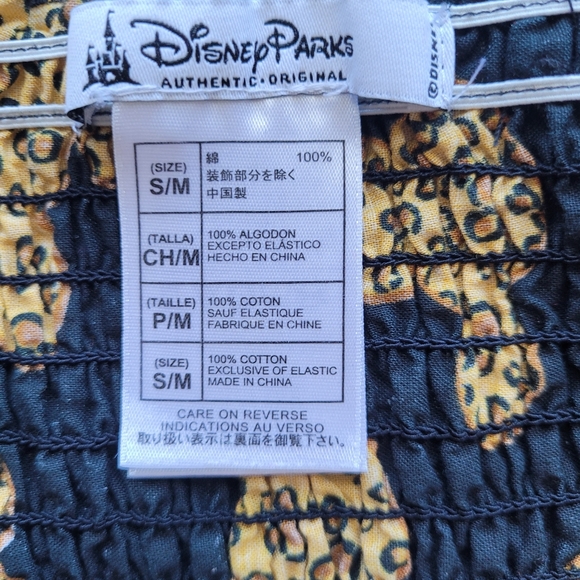 DISNEY PARKS
AUTHENTIC • ORIGINAL
©DISNEY
(SIZE)
S/M
綿 100%
装飾部分を除く
中国製
(TALLA)
CH/M
100% ALGODON
EXCEPTO ELÁSTICO
HECHO EN CHINA
(TAILLE)
P/M
100% COTON
SAUF ELASTIQUE
FABRIQUE EN CHINE
(SIZE)
S/M
100% COTTON
EXCLUSIVE OF ELASTIC
MADE IN CHINA
CARE ON REVERSE
INDICATIONS AU VERSO
取り扱い表示は裏面を御覧下さい。